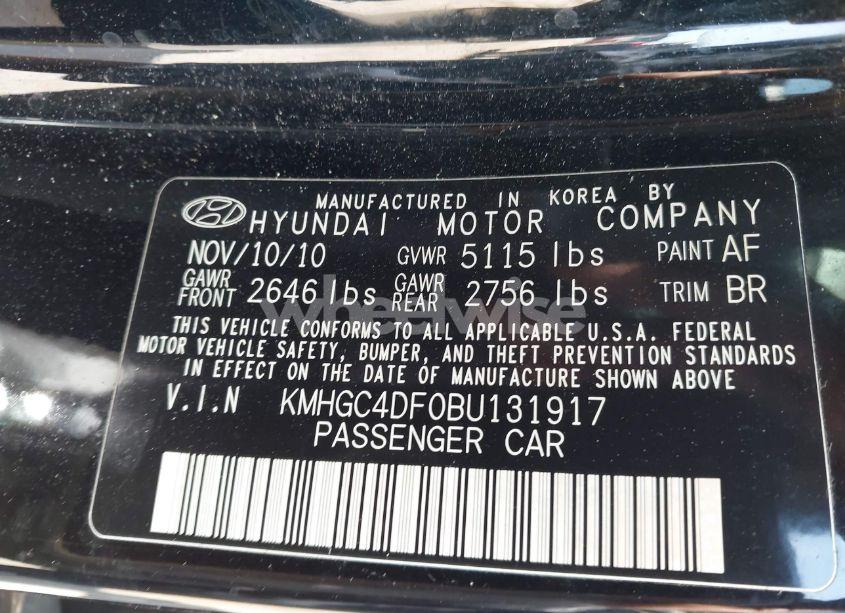 MANUFACTURED IN KOREA BY
HYUNDAI MOTOR COMPANY
NOV/10/10 GVWR 5115 lbs PAINT AF
GAWR FRONT 2646 lbs GAWR REAR 2756 lbs TRIM BR
THIS VEHICLE CONFORMS TO ALL APPLICABLE U.S.A. FEDERAL
MOTOR VEHICLE SAFETY, BUMPER, AND THEFT PREVENTION STANDARDS
IN EFFECT ON THE DATE OF MANUFACTURE SHOWN ABOVE.
V.I.N KMHGC4DF0BU131917
PASSENGER CAR
wheelwise